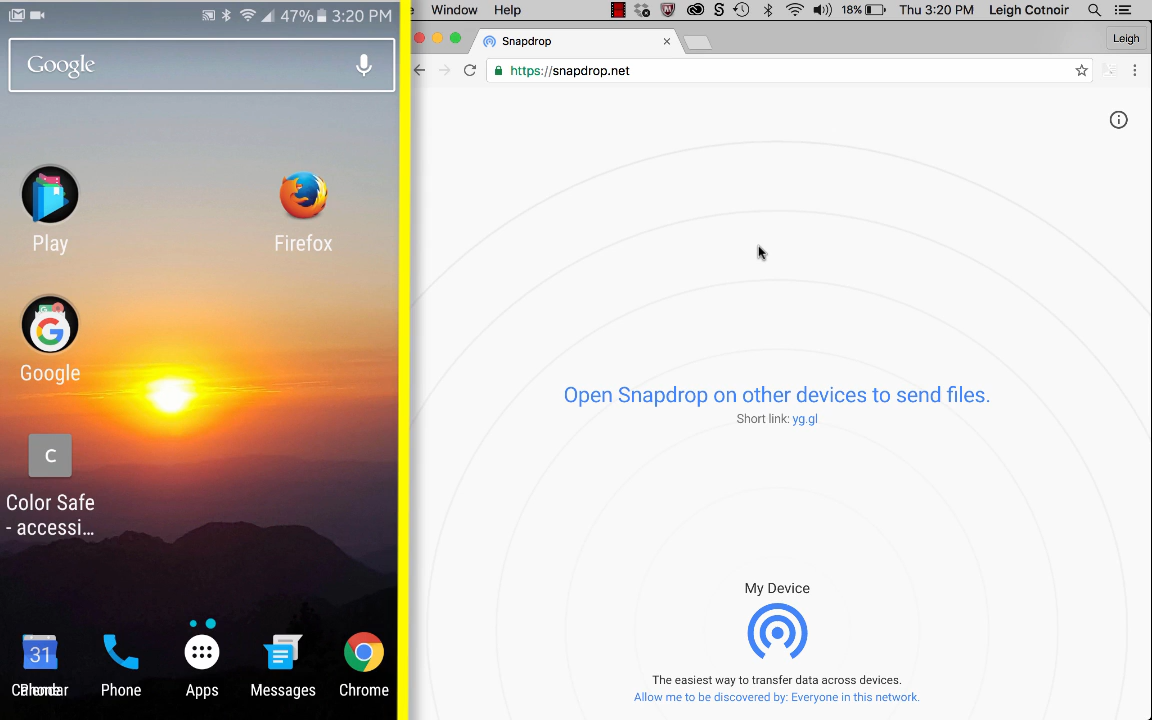 47% 3:20 PM
Google
Play
Firefox
Google
C
Color Safe
- accessi...
31
Phone
Apps
Messages
Chrome
Window Help
S
18%
Thu 3:20 PM
Leigh Cotnoir
Snapdrop
Leigh
https://snapdrop.net
Open Snapdrop on other devices to send files.
Short link: yg.gl
My Device
The easiest way to transfer data across devices.
Allow me to be discovered by: Everyone in this network.